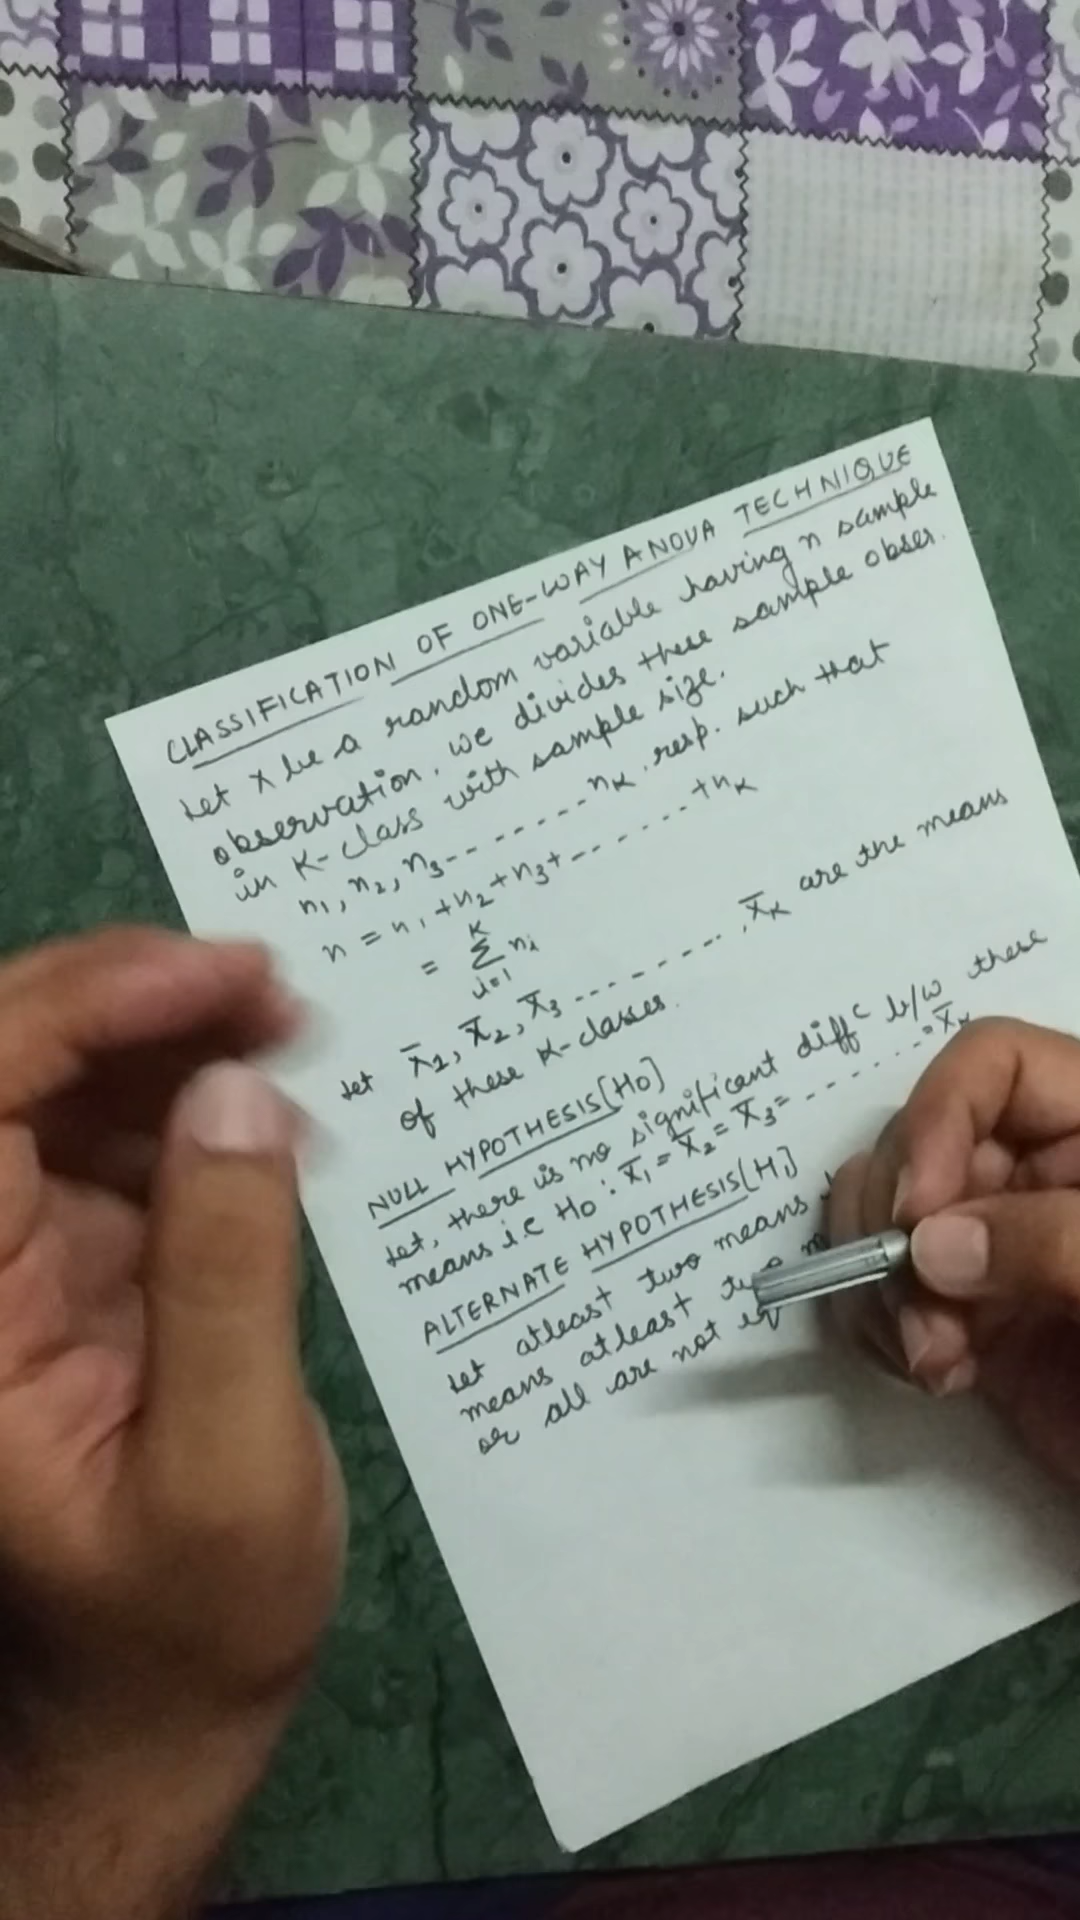 CLASSIFICATION OF ONE-WAY ANOVA TECHNIQUE
Let X be a random variable having n sample
observation. we divides these sample obser.
in K-class with sample size.
n₁, n₂, n₃ ------- nₖ. resp. such that
n = n₁ + n₂ + n₃ + ------- + nₖ
= Σ nᵢ
K
i=1
Let X̄₁, X̄₂, X̄₃ ---------, X̄ₖ are the means
of these K-classes.
NULL HYPOTHESIS [H₀]
Let, there is no significant diffᶜ b/w these
means i.e H₀ : X̄₁ = X̄₂ = X̄₃ = ------- = X̄ₖ
ALTERNATE HYPOTHESIS [H₁]
Let atleast two means
means atleast
or all are not